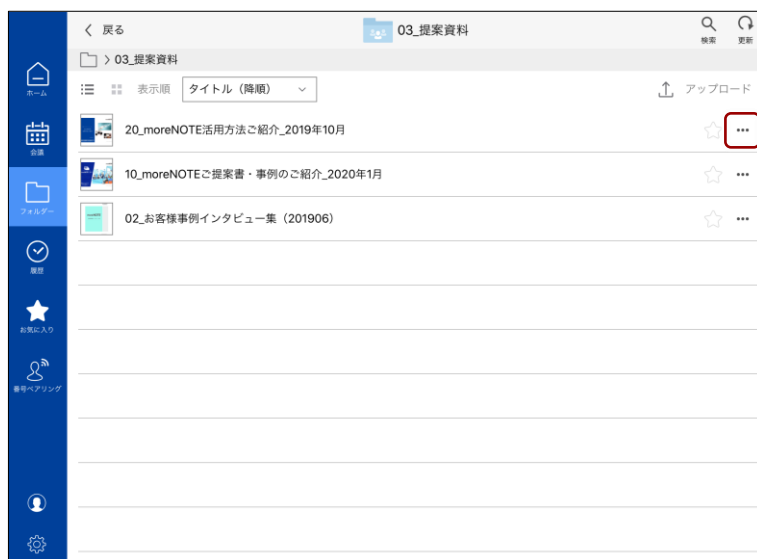 戻る
03_提案資料
検索
更新
03_提案資料
表示順
タイトル（降順）
アップロード
20_moreNOTE活用方法ご紹介_2019年10月
10_moreNOTEご提案書・事例のご紹介_2020年1月
02_お客様事例インタビュー集（201906）
ホーム
会議
フォルダー
履歴
お気に入り
番号ペアリング